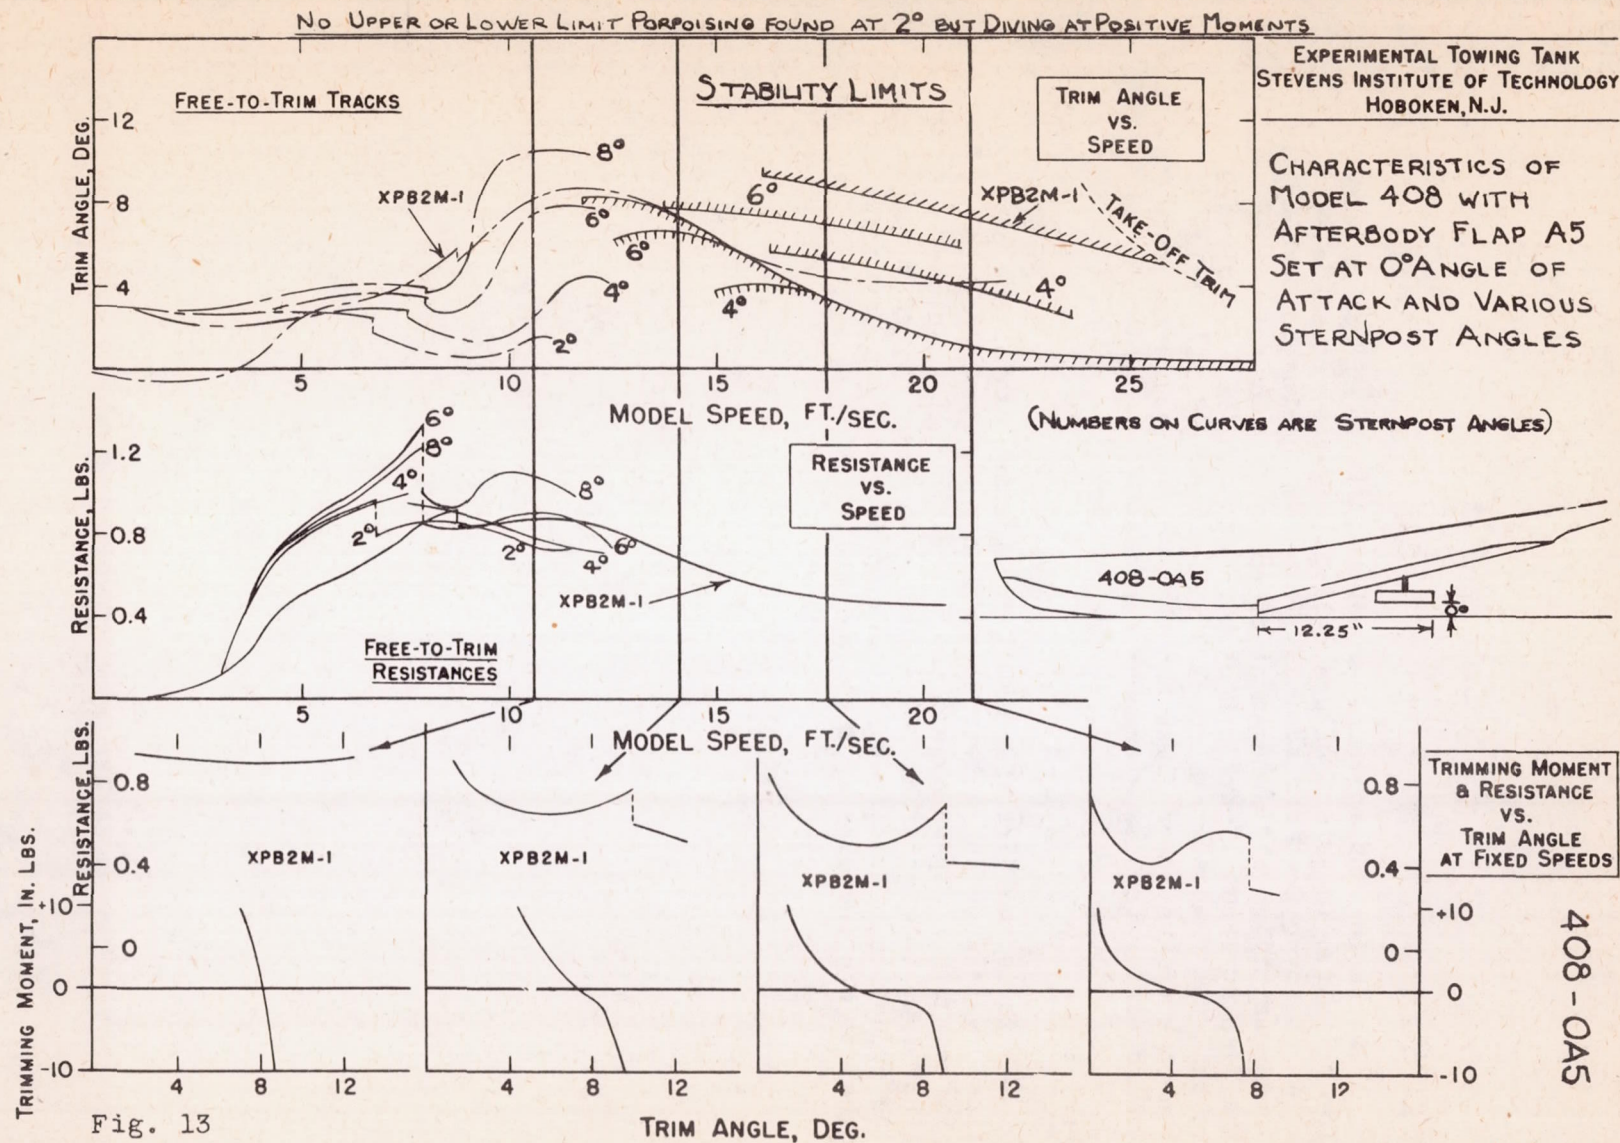 NO UPPER OR LOWER LIMIT PORPOISING FOUND AT 2° BUT DIVING AT POSITIVE MOMENTS
EXPERIMENTAL TOWING TANK
STEVENS INSTITUTE OF TECHNOLOGY
HOBOKEN, N.J.
CHARACTERISTICS OF
MODEL 408 WITH
AFTERBODY FLAP A5
SET AT 0° ANGLE OF
ATTACK AND VARIOUS
STERNPOST ANGLES
FREE-TO-TRIM TRACKS
STABILITY LIMITS
TRIM ANGLE
VS.
SPEED
TRIM ANGLE, DEG.
12
8
4
XPB2M-1
8°
6°
6°
4°
2°
6°
4°
4°
XPB2M-1
TAKE-OFF TRIM
5
10
15
20
25
MODEL SPEED, FT./SEC.
(NUMBERS ON CURVES ARE STERNPOST ANGLES)
RESISTANCE, LBS.
1.2
0.8
0.4
6°
8°
4°
2°
8°
2°
4°
6°
XPB2M-1
RESISTANCE
VS.
SPEED
FREE-TO-TRIM
RESISTANCES
408-0A5
12.25"
0°
5
10
15
20
MODEL SPEED, FT./SEC.
RESISTANCE, LBS.
0.8
0.4
0
TRIMMING MOMENT, IN. LBS.
+10
0
-10
XPB2M-1
XPB2M-1
XPB2M-1
XPB2M-1
0.8
0.4
0
+10
0
-10
TRIMMING MOMENT
& RESISTANCE
VS.
TRIM ANGLE
AT FIXED SPEEDS
408-0A5
4
8
12
4
8
12
4
8
12
4
8
12
TRIM ANGLE, DEG.
Fig. 13